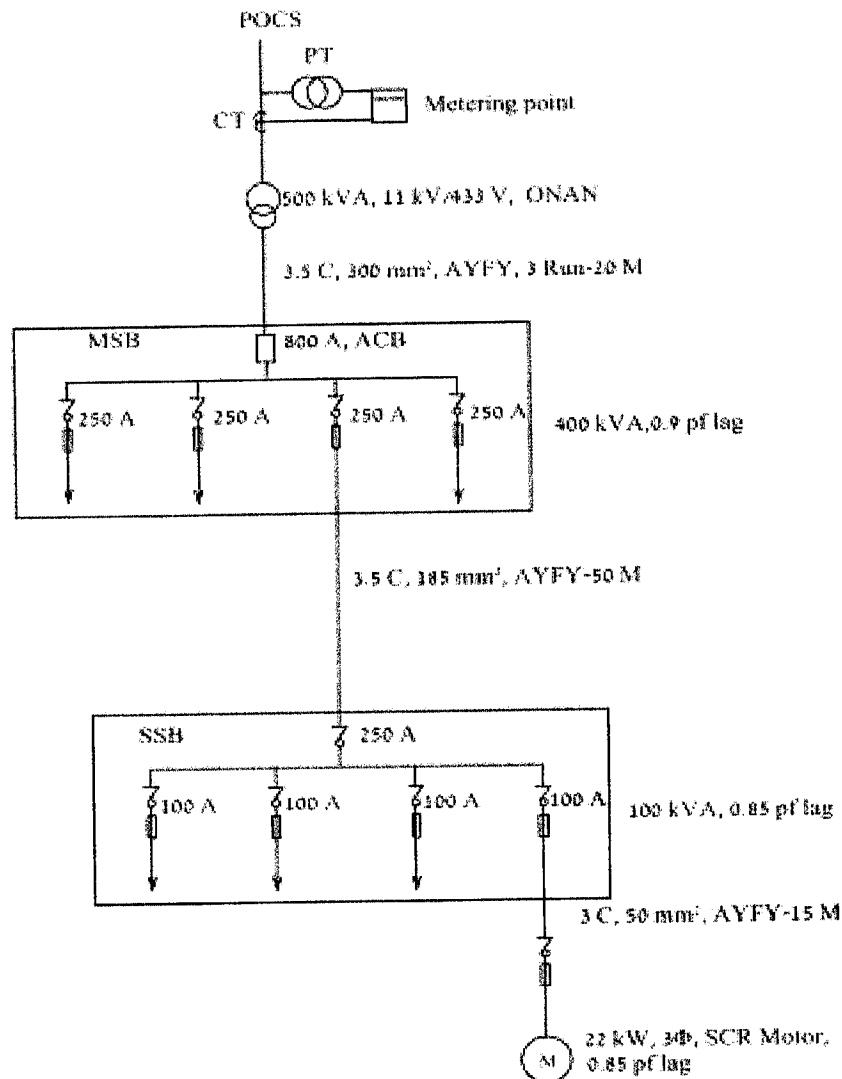 POCS
PT
CT
Metering point
500 kVA, 11 kV/433 V, ONAN
3.5 C, 300 mm², AYFY, 3 Run-20 M
MSB
800 A, ACB
250 A
250 A
250 A
250 A
400 kVA,0.9 pf lag
3.5 C, 185 mm², AYFY-50 M
SSB
250 A
100 A
100 A
100 A
100 A
100 kVA, 0.85 pf lag
3 C, 50 mm², AYFY-15 M
22 kW, 3Φ, SCR Motor,
0.85 pf lag
M